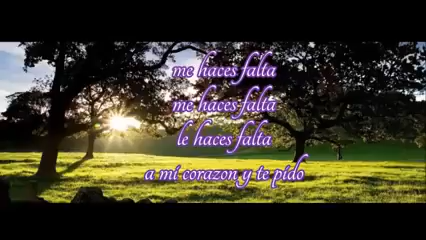 me haces falta
me haces falta
le haces falta
a mi corazon y te pido